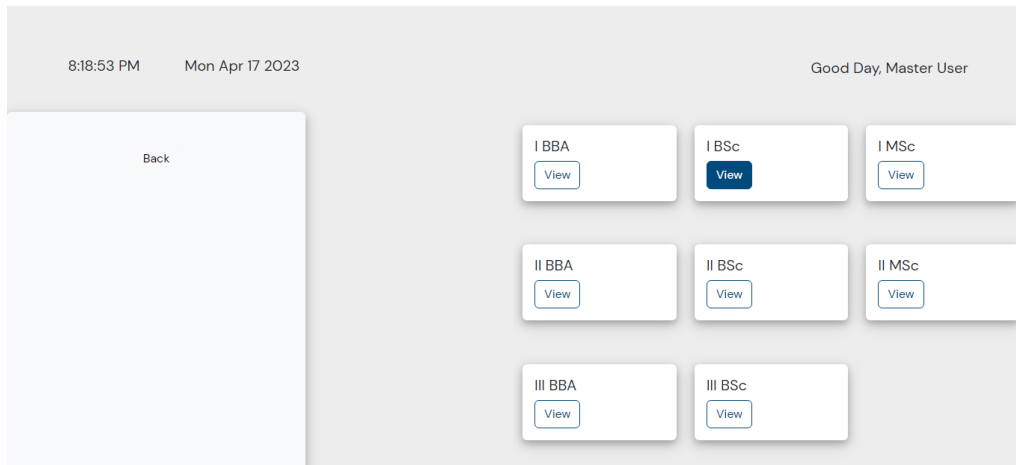 8:18:53 PM Mon Apr 17 2023
Good Day, Master User
Back
I BBA
View
I BSc
View
I MSc
View
II BBA
View
II BSc
View
II MSc
View
III BBA
View
III BSc
View